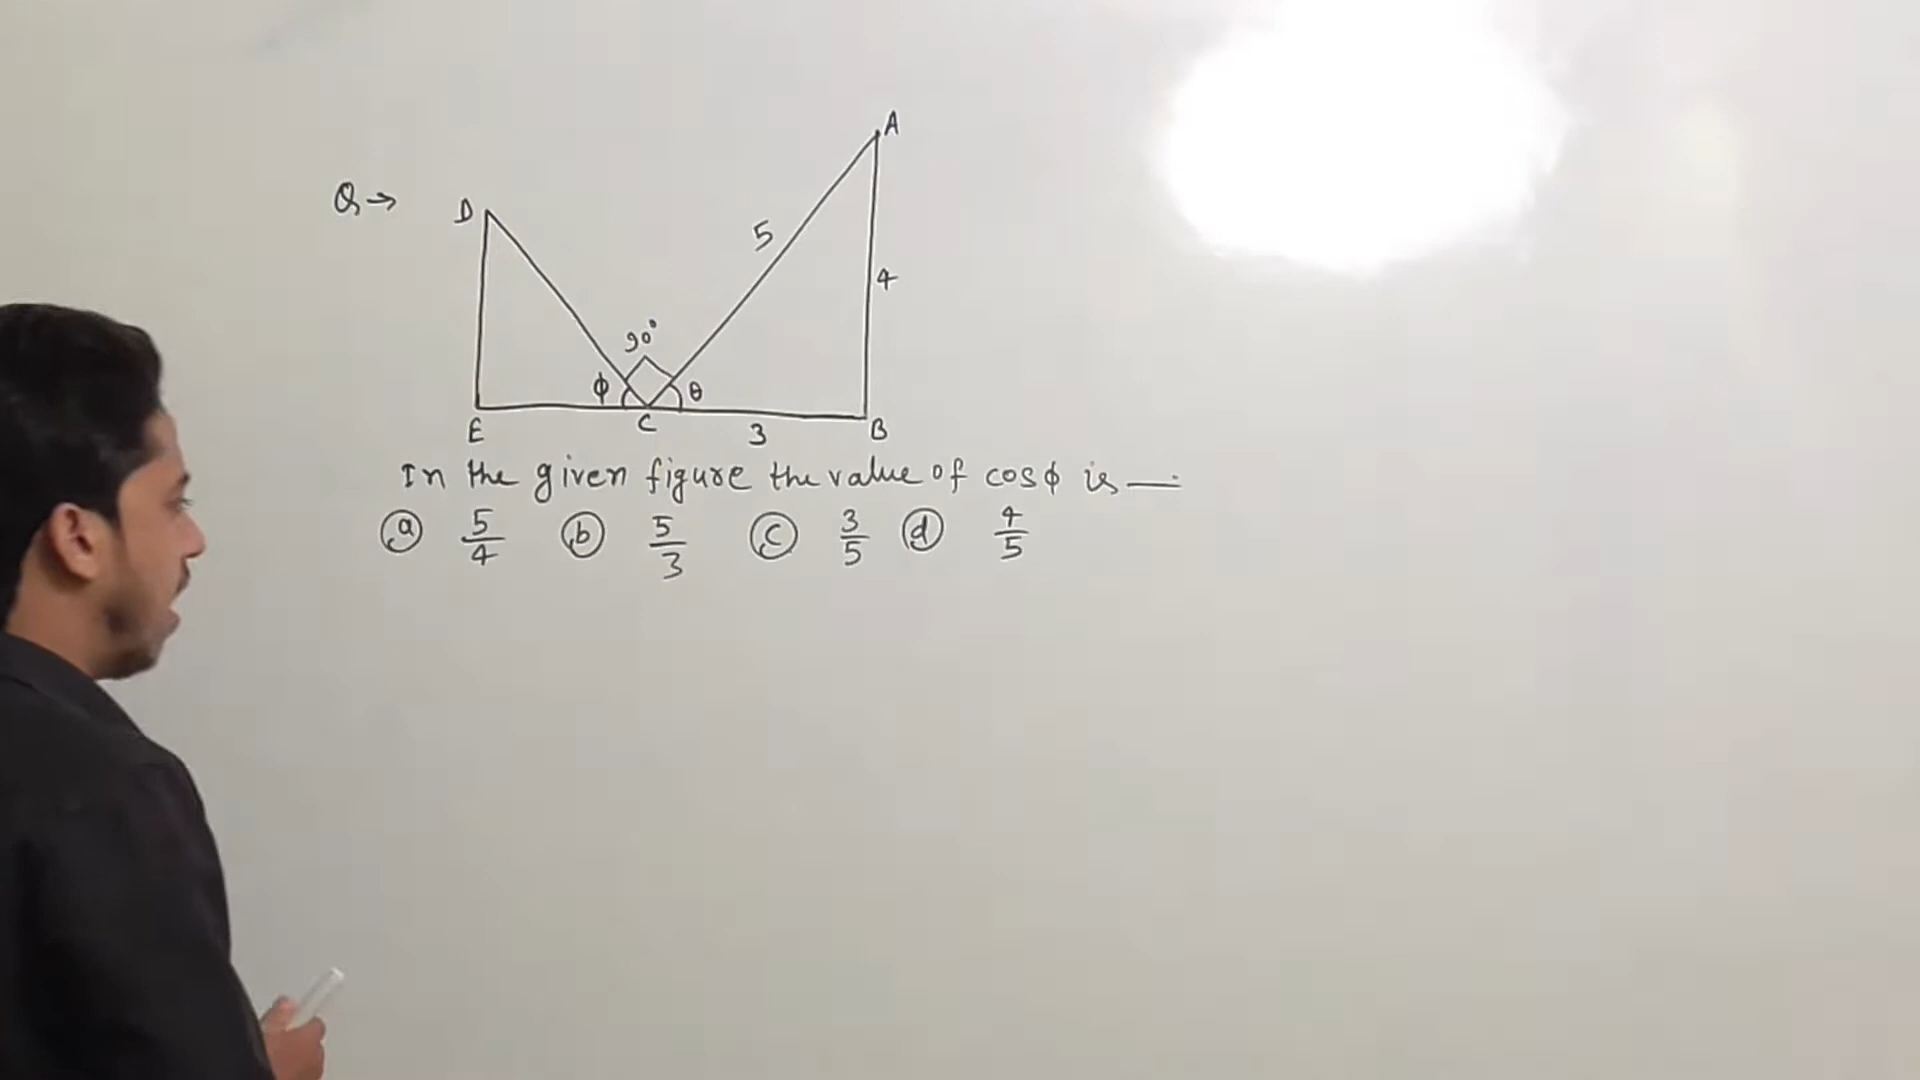 Q→
A
D
5
4
90°
ϕ
θ
E
C
3
B
In the given figure the value of cosϕ is —
ⓐ 5/4 ⓑ 5/3 ⓒ 3/5 ⓓ 4/5